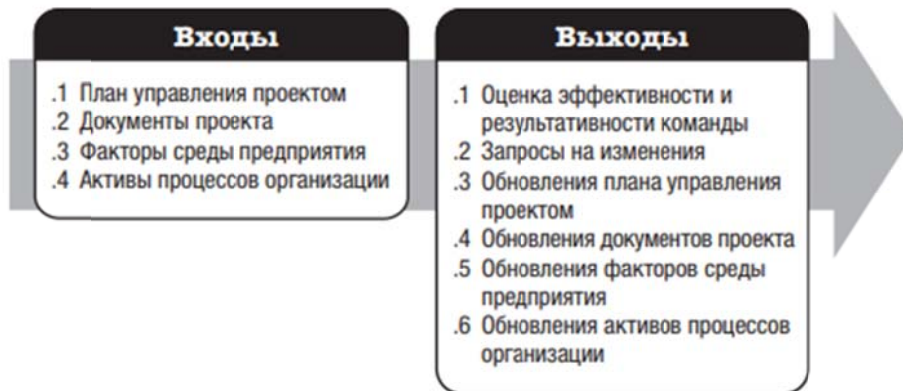 Входы
.1 План управления проектом
.2 Документы проекта
.3 Факторы среды предприятия
.4 Активы процессов организации
Выходы
.1 Оценка эффективности и
результативности команды
.2 Запросы на изменения
.3 Обновления плана управления
проектом
.4 Обновления документов проекта
.5 Обновления факторов среды
предприятия
.6 Обновления активов процессов
организации